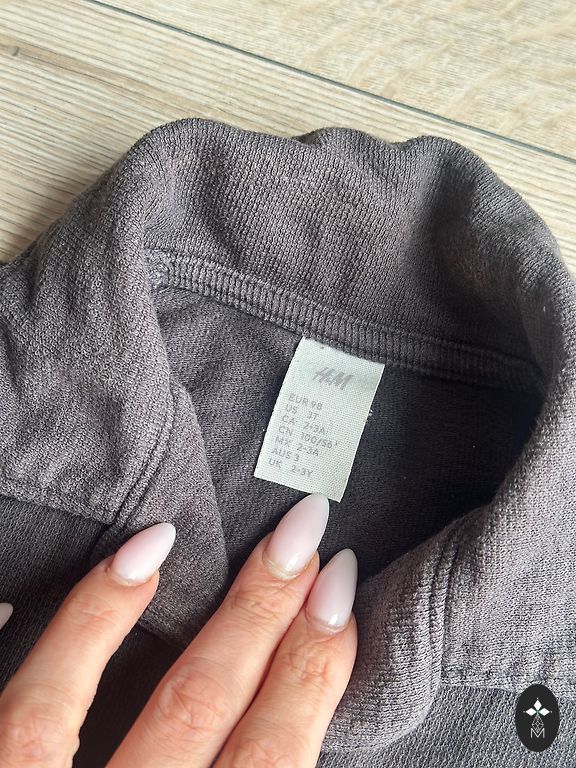 H&M
EUR 98
US 3T
CA 2-3A
CN 100/56
MX 2-3A
AUS 3
UK 2-3Y
M